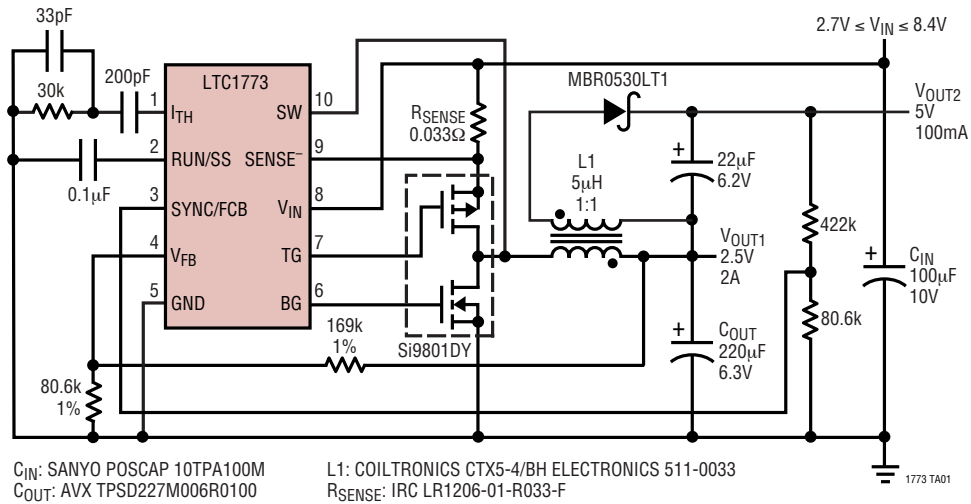 33pF
2.7V ≤ VIN ≤ 8.4V
30k
200pF
LTC1773
MBR0530LT1
VOUT2
5V
100mA
1
ITH
SW
10
RSENSE
0.033Ω
2
RUN/SS
SENSE–
9
0.1µF
L1
5µH
1:1
+
22µF
6.2V
3
SYNC/FCB
VIN
8
4
VFB
TG
7
VOUT1
2.5V
2A
422k
5
GND
BG
6
+
CIN
100µF
10V
169k
1%
Si9801DY
+
COUT
220µF
6.3V
80.6k
80.6k
1%
CIN: SANYO POSCAP 10TPA100M
COUT: AVX TPSD227M006R0100
L1: COILTRONICS CTX5-4/BH ELECTRONICS 511-0033
RSENSE: IRC LR1206-01-R033-F
1773 TA01